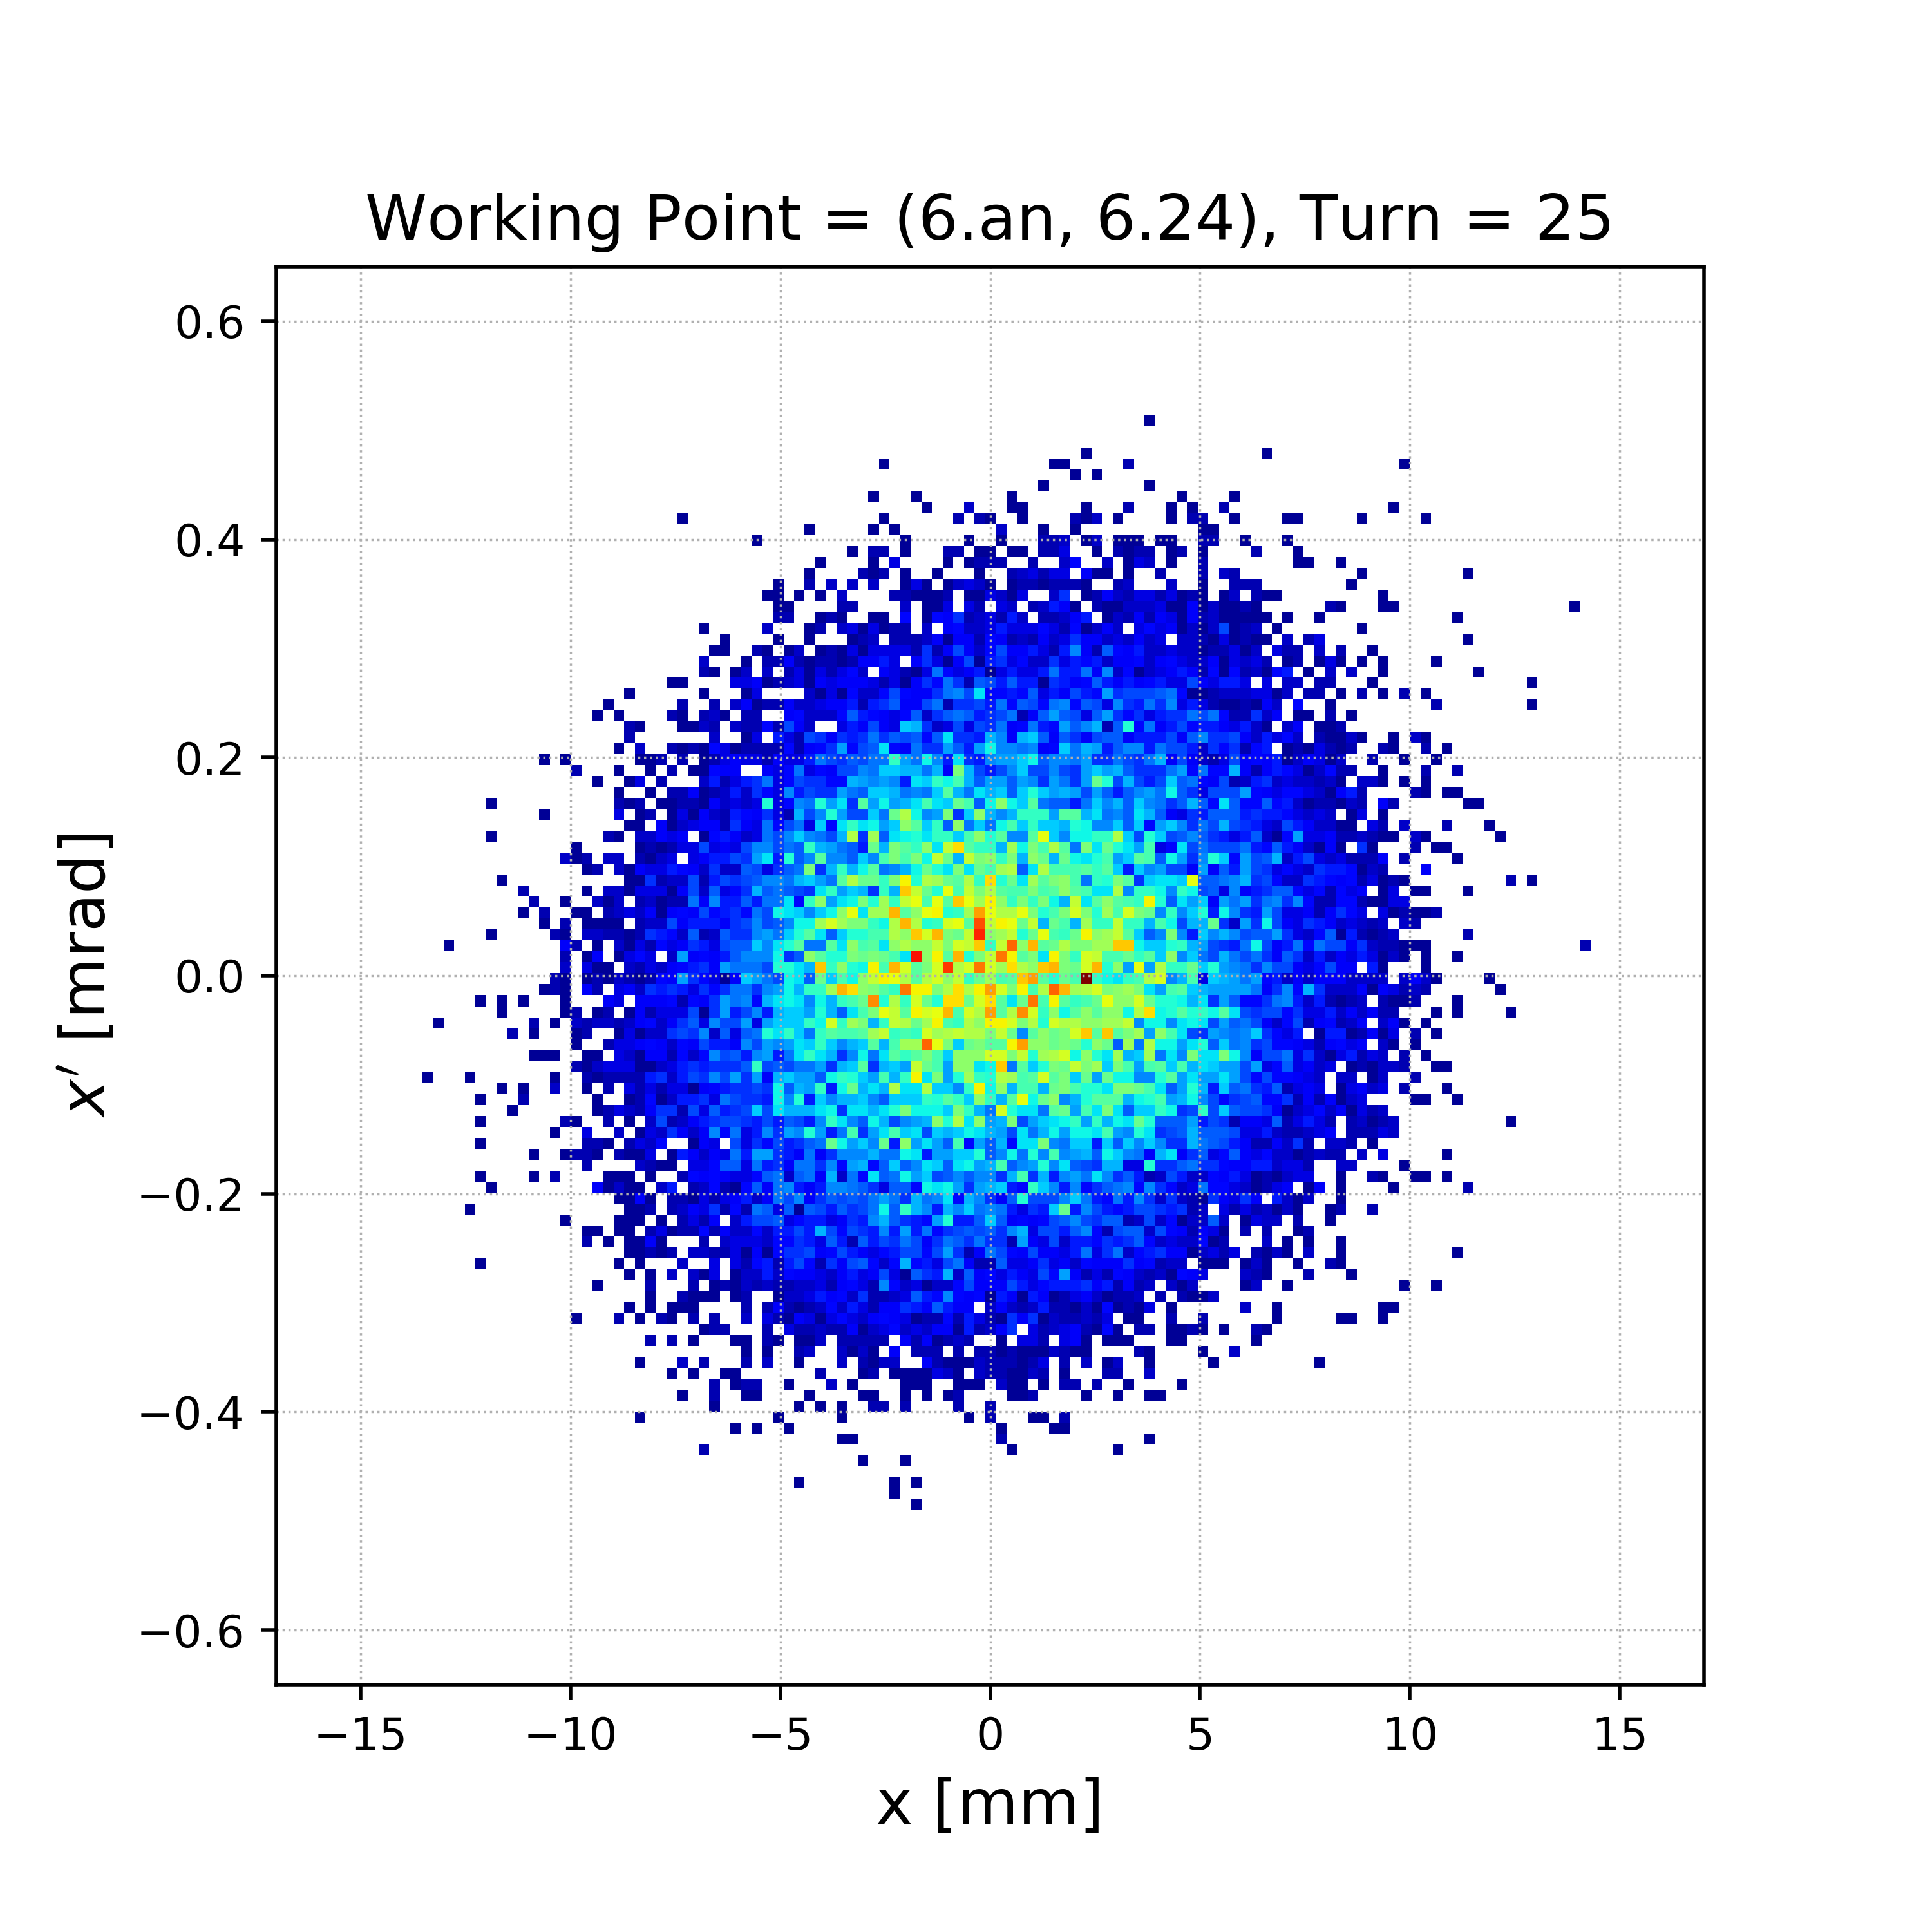 Working Point = (6.an, 6.24), Turn = 25
0.6
0.4
0.2
0.0
−0.2
−0.4
−0.6
x′ [mrad]
−15 −10 −5 0 5 10 15
x [mm]